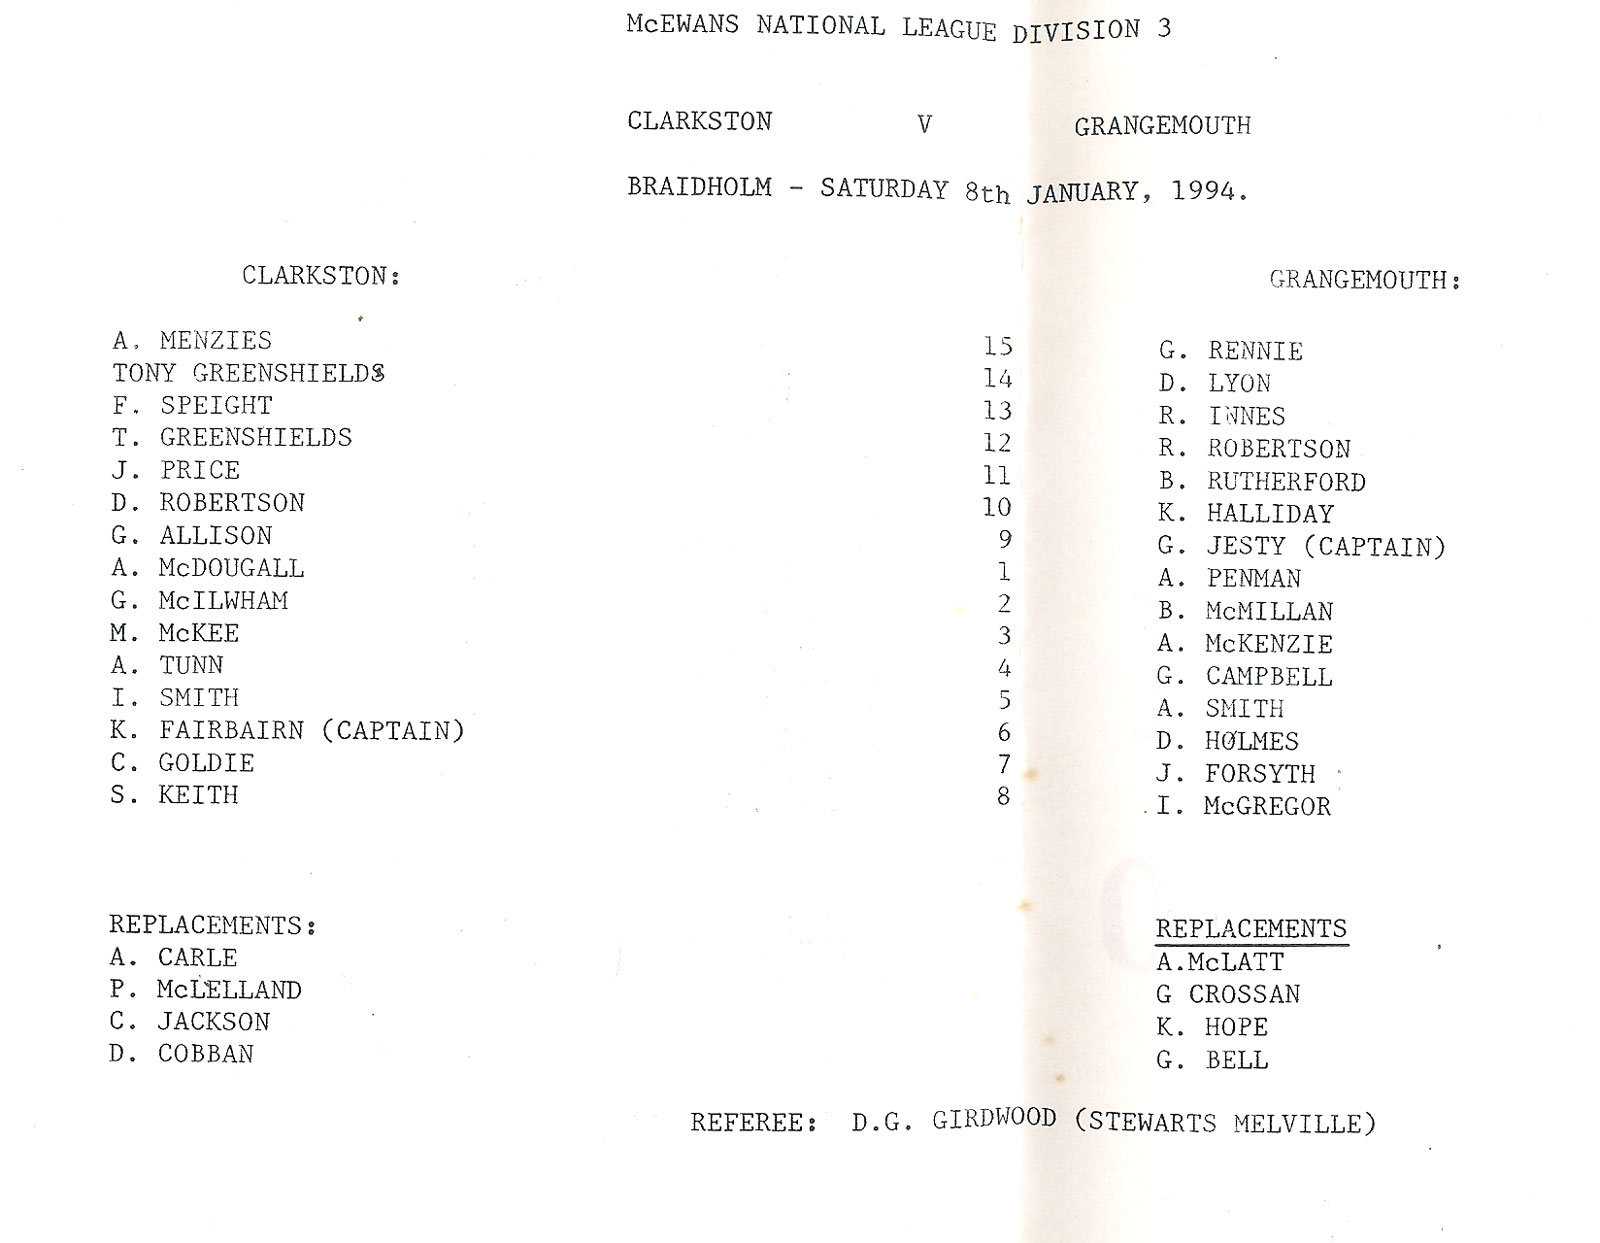 McEWANS NATIONAL LEAGUE DIVISION 3
CLARKSTON V GRANGEMOUTH
BRAIDHOLM - SATURDAY 8th JANUARY, 1994.
CLARKSTON: GRANGEMOUTH:
A. MENZIES 15 G. RENNIE
TONY GREENSHIELDS 14 D. LYON
F. SPEIGHT 13 R. INNES
T. GREENSHIELDS 12 R. ROBERTSON
J. PRICE 11 B. RUTHERFORD
D. ROBERTSON 10 K. HALLIDAY
G. ALLISON 9 G. JESTY (CAPTAIN)
A. McDOUGALL 1 A. PENMAN
G. McILWHAM 2 B. McMILLAN
M. McKEE 3 A. McKENZIE
A. TUNN 4 G. CAMPBELL
I. SMITH 5 A. SMITH
K. FAIRBAIRN (CAPTAIN) 6 D. HOLMES
C. GOLDIE 7 J. FORSYTH
S. KEITH 8 I. McGREGOR
REPLACEMENTS: REPLACEMENTS
A. CARLE A.McLATT
P. McLELLAND G CROSSAN
C. JACKSON K. HOPE
D. COBBAN G. BELL
REFEREE: D.G. GIRDWOOD (STEWARTS MELVILLE)